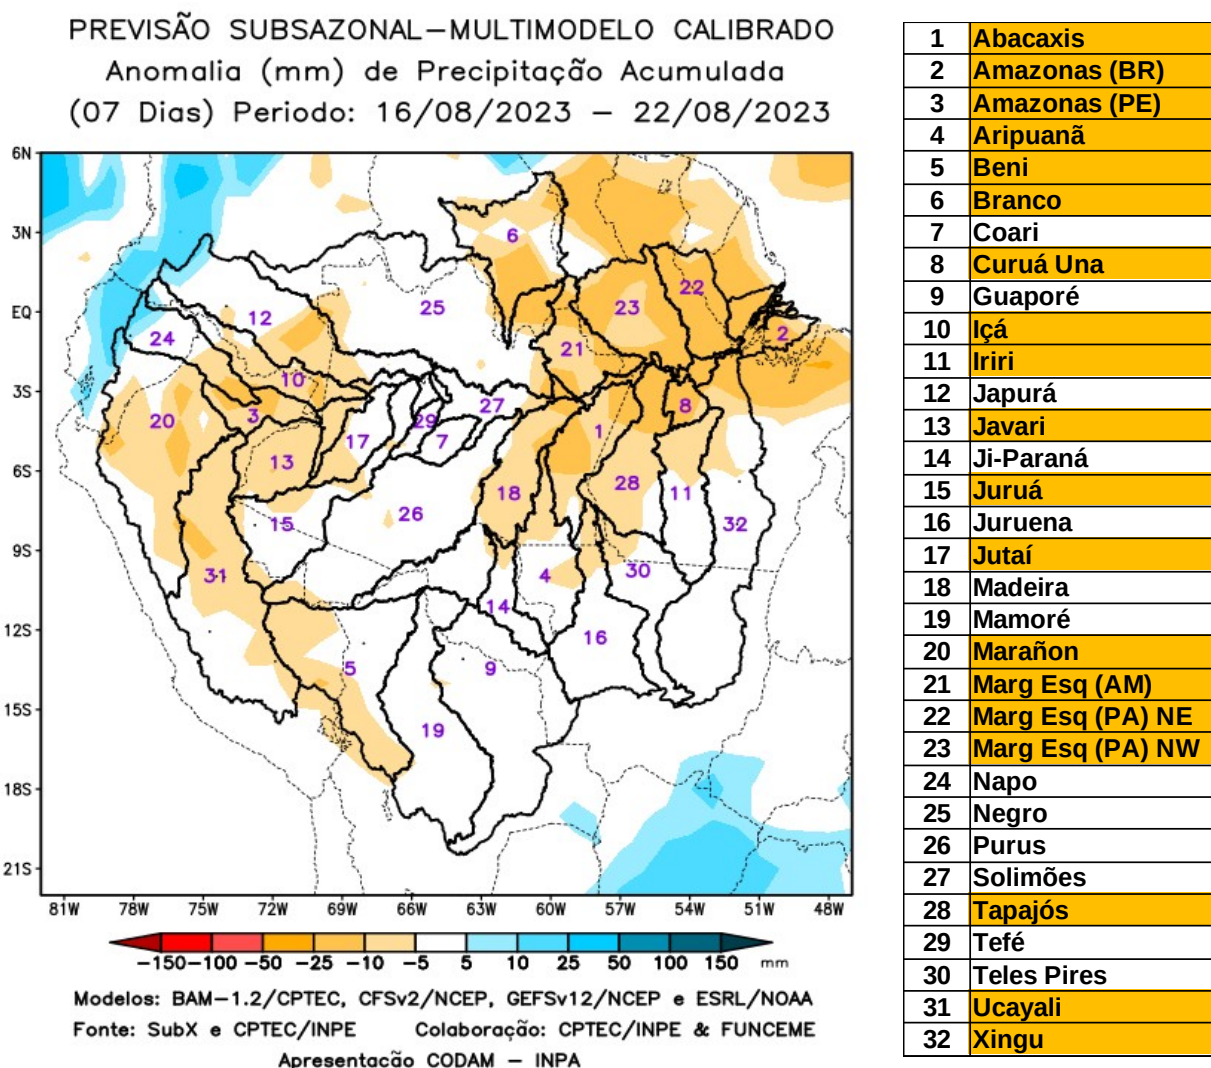 PREVISÃO SUBSAZONAL−MULTIMODELO CALIBRADO
Anomalia (mm) de Precipitação Acumulada
(07 Dias) Periodo: 16/08/2023 − 22/08/2023
6N
3N
EQ
3S
6S
9S
12S
15S
18S
21S
81W 78W 75W 72W 69W 66W 63W 60W 57W 54W 51W 48W
6
22
25
23
12
2
24
21
10
27
8
20
3
29
1
17
7
13
28
18
11
26
15
32
31
4
30
14
16
5
9
19
−150 −100 −50 −25 −10 −5 5 10 25 50 100 150 mm
Modelos: BAM−1.2/CPTEC, CFSv2/NCEP, GEFSv12/NCEP e ESRL/NOAA
Fonte: SubX e CPTEC/INPE Colaboração: CPTEC/INPE & FUNCEME
Apresentação CODAM − INPA
1 Abacaxis
2 Amazonas (BR)
3 Amazonas (PE)
4 Aripuanã
5 Beni
6 Branco
7 Coari
8 Curuá Una
9 Guaporé
10 Içá
11 Iriri
12 Japurá
13 Javari
14 Ji-Paraná
15 Juruá
16 Juruena
17 Jutaí
18 Madeira
19 Mamoré
20 Marañon
21 Marg Esq (AM)
22 Marg Esq (PA) NE
23 Marg Esq (PA) NW
24 Napo
25 Negro
26 Purus
27 Solimões
28 Tapajós
29 Tefé
30 Teles Pires
31 Ucayali
32 Xingu